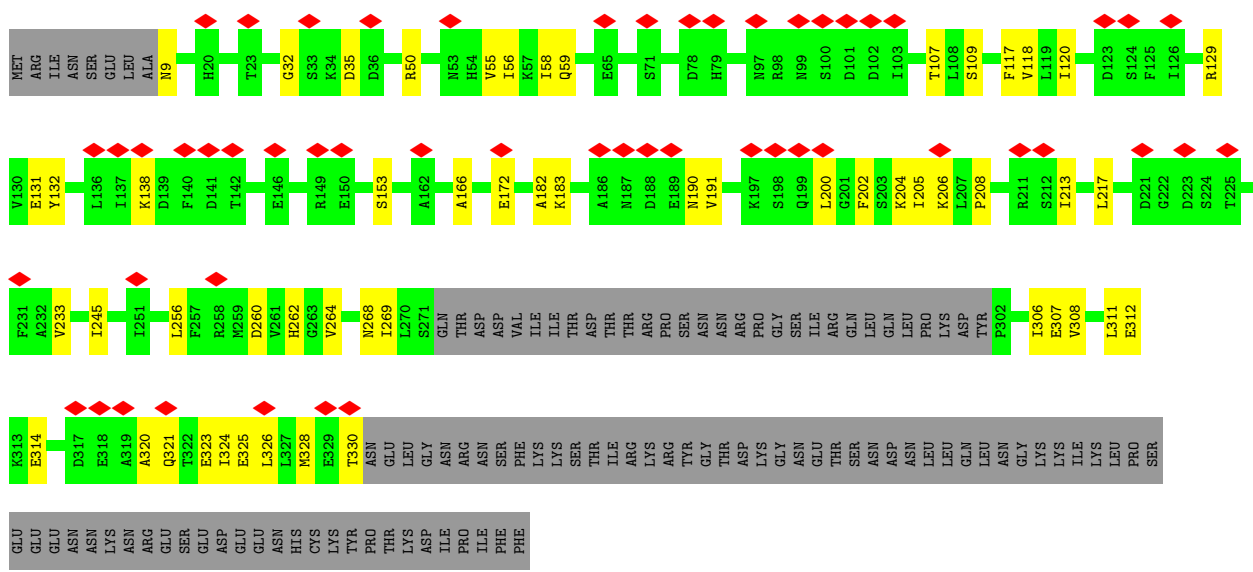 MET ARG ILE ASN SER GLU LEU ALA N9 H20 T23 G32 S33 K34 D35 D36 R50 N53 H54 V55 I56 K57 I58 Q59 E65 S71 D78 H79 N97 R98 N99 S100 D101 D102 I103 T107 L108 S109 F117 V118 L119 I120 D123 S124 F125 I126 R129
V130 E131 Y132 L136 I137 K138 D139 F140 D141 T142 E146 R149 E150 S153 A162 A166 E172 A182 K183 A186 N187 D188 E189 N190 V191 K197 S198 Q199 L200 G201 F202 S203 K204 I205 K206 L207 P208 R211 S212 I213 L217 D221 G222 D223 S224 T225
F231 A232 V233 I245 I251 L256 F257 R258 M259 D260 V261 H262 G263 V264 N268 I269 L270 S271 GLN THR ASP ASP VAL ILE ILE THR ASP THR THR ARG PRO SER ASN ASN ARG PRO GLY SER ILE ARG GLN LEU GLN LEU PRO LYS ASP TYR P302 I306 E307 V308 L311 E312
K313 E314 D317 E318 A319 A320 Q321 T322 E323 I324 E325 L326 L327 M328 E329 T330 ASN GLU LEU GLY ASN ARG ASN SER PHE LYS LYS SER THR ILE ARG LYS ARG TYR GLY THR ASP LYS GLY ASN GLU THR SER ASN ASP ASN LEU LEU GLN LEU ASN GLY LYS LYS ILE LYS LEU PRO SER
GLU GLU GLU ASN ASN LYS ASN ARG GLU SER GLU ASP GLU GLU ASN HIS CYS LYS TYR PRO THR LYS ASP ILE PRO ILE PHE PHE